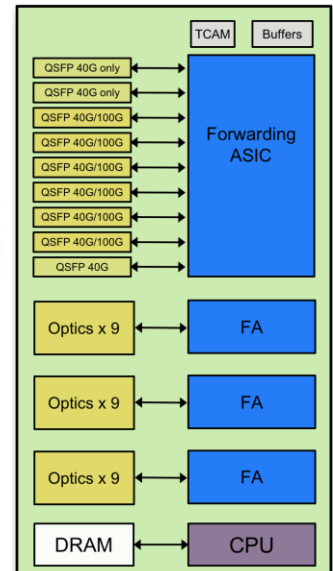 TCAM
Buffers
QSFP 40G only
QSFP 40G only
QSFP 40G/100G
QSFP 40G/100G
QSFP 40G/100G
QSFP 40G/100G
QSFP 40G/100G
QSFP 40G/100G
QSFP 40G
Forwarding
ASIC
Optics x 9
FA
Optics x 9
FA
Optics x 9
FA
DRAM
CPU